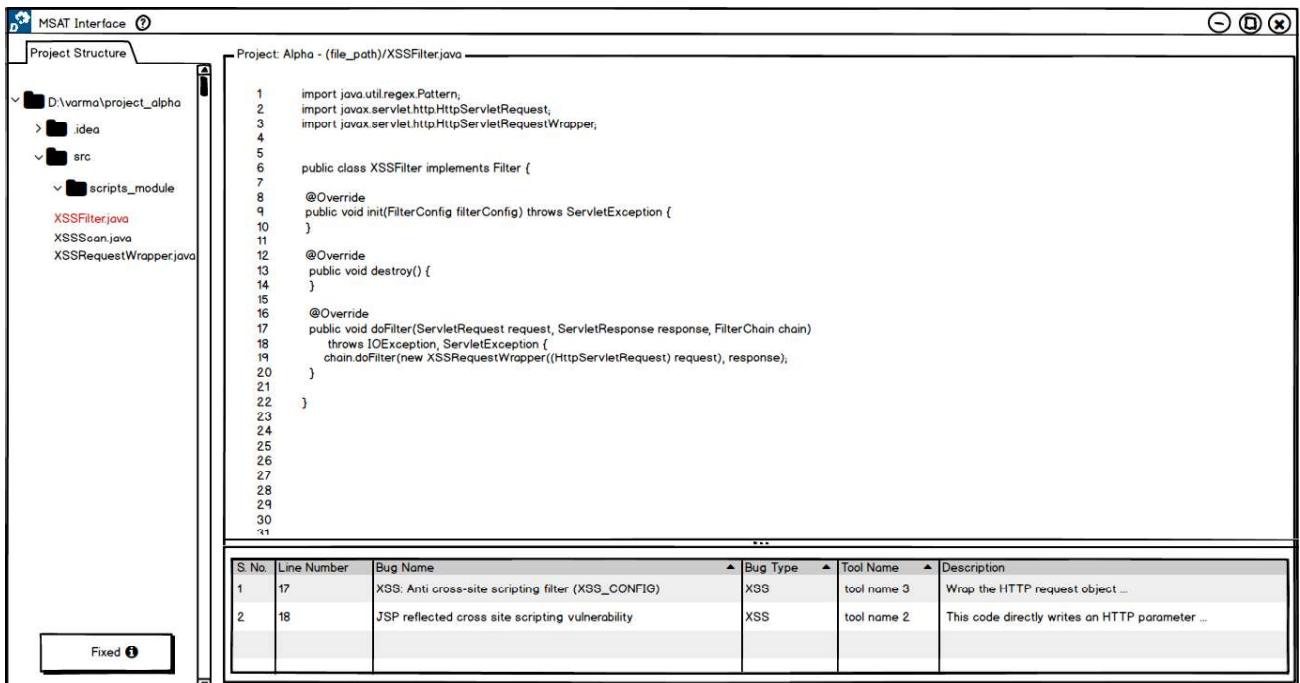 MSAT Interface ?
Project Structure
D:\varma\project_alpha
.idea
src
scripts_module
XSSFilter.java
XSSScan.java
XSSRequestWrapper.java
Fixed i
Project: Alpha - (file_path)/XSSFilter.java
1 import java.util.regex.Pattern;
2 import javax.servlet.http.HttpServletRequest;
3 import javax.servlet.http.HttpServletRequestWrapper;
4
5
6 public class XSSFilter implements Filter {
7
8 @Override
9 public void init(FilterConfig filterConfig) throws ServletException {
10 }
11
12 @Override
13 public void destroy() {
14 }
15
16 @Override
17 public void doFilter(ServletRequest request, ServletResponse response, FilterChain chain)
18 throws IOException, ServletException {
19 chain.doFilter(new XSSRequestWrapper((HttpServletRequest) request), response);
20 }
21
22 }
23
24
25
26
27
28
29
30
31
S. No. Line Number Bug Name Bug Type Tool Name Description
1 17 XSS: Anti cross-site scripting filter (XSS_CONFIG) XSS tool name 3 Wrap the HTTP request object ...
2 18 JSP reflected cross site scripting vulnerability XSS tool name 2 This code directly writes an HTTP parameter ...